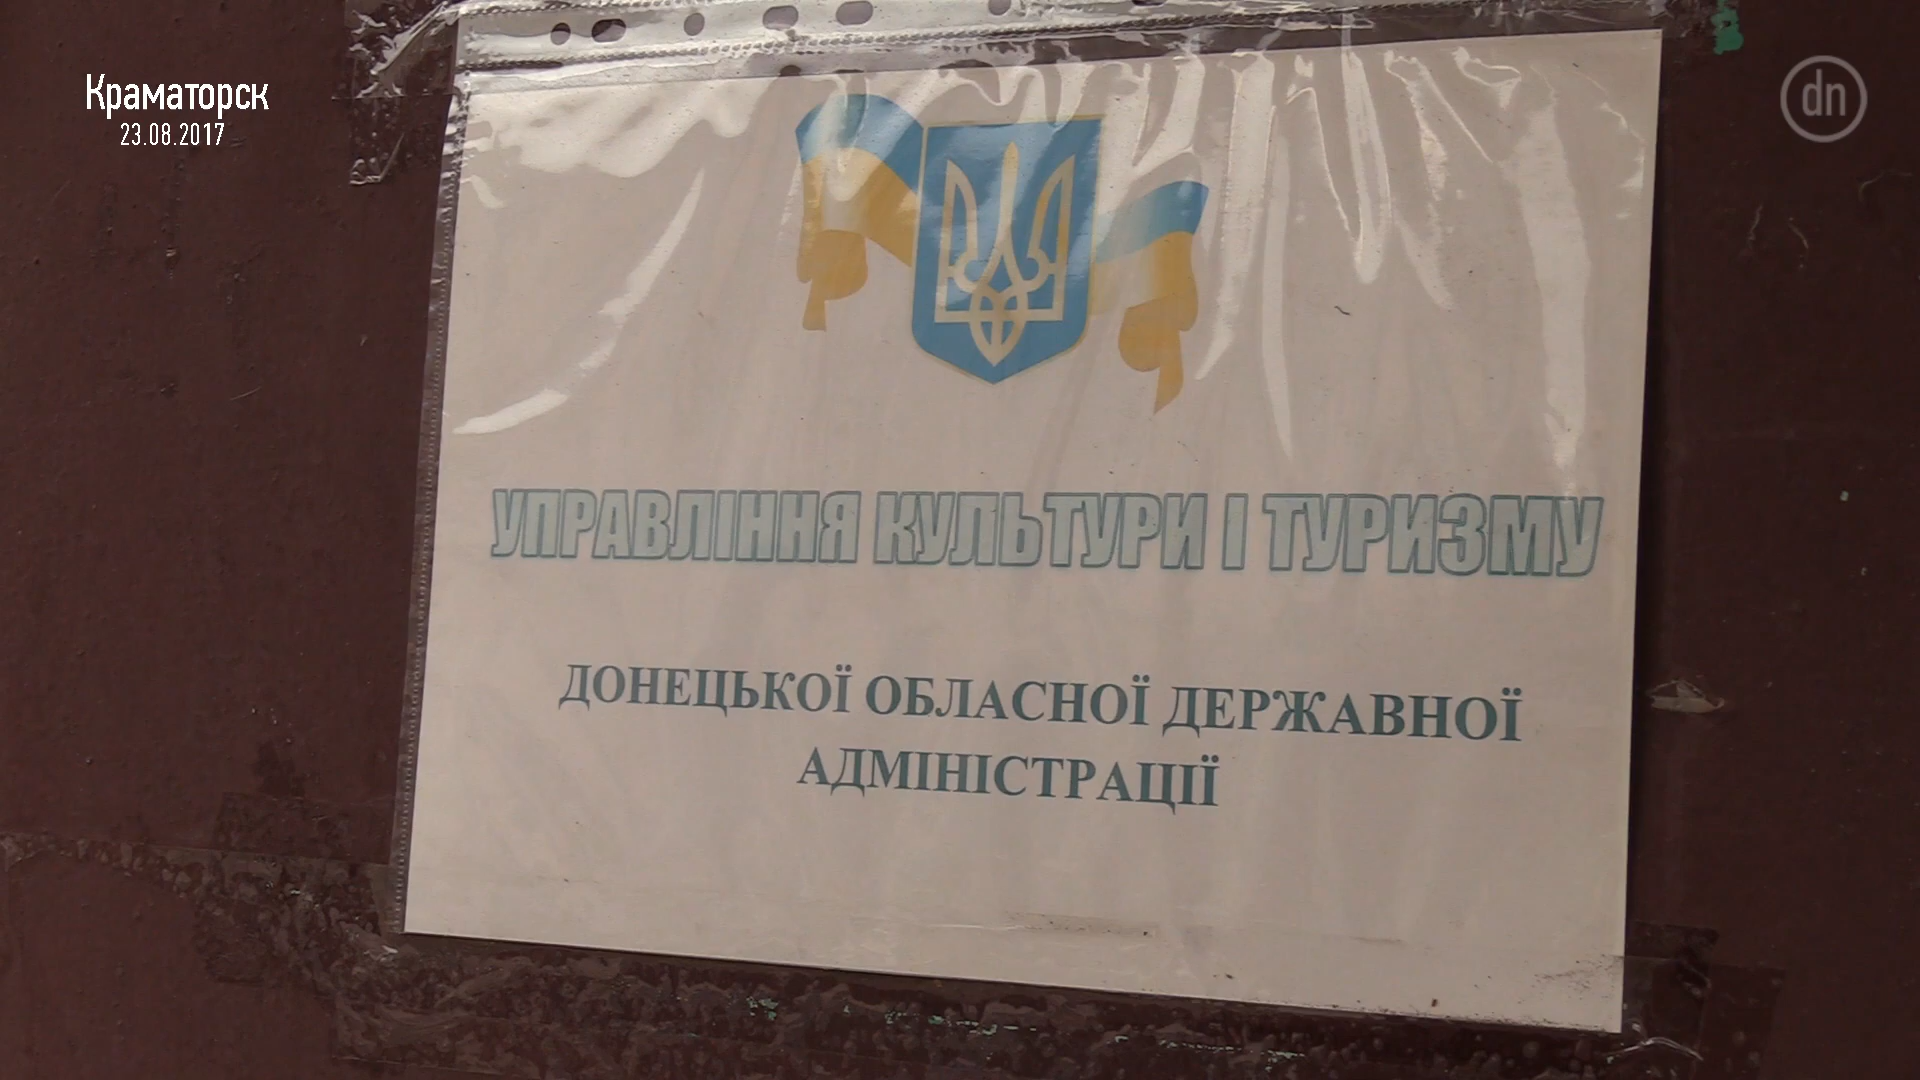 Краматорск
23.08.2017
dn
УПРАВЛІННЯ КУЛЬТУРИ І ТУРИЗМУ
ДОНЕЦЬКОЇ ОБЛАСНОЇ ДЕРЖАВНОЇ
АДМІНІСТРАЦІЇ